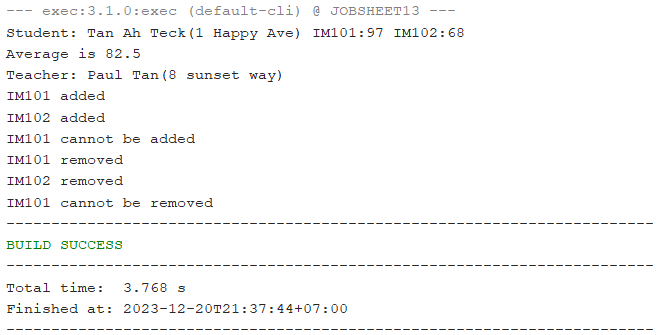 --- exec:3.1.0:exec (default-cli) @ JOBSHEET13 ---
Student: Tan Ah Teck(1 Happy Ave) IM101:97 IM102:68
Average is 82.5
Teacher: Paul Tan(8 sunset way)
IM101 added
IM102 added
IM101 cannot be added
IM101 removed
IM102 removed
IM101 cannot be removed
------------------------------------------------------------------------
BUILD SUCCESS
------------------------------------------------------------------------
Total time:  3.768 s
Finished at: 2023-12-20T21:37:44+07:00
------------------------------------------------------------------------